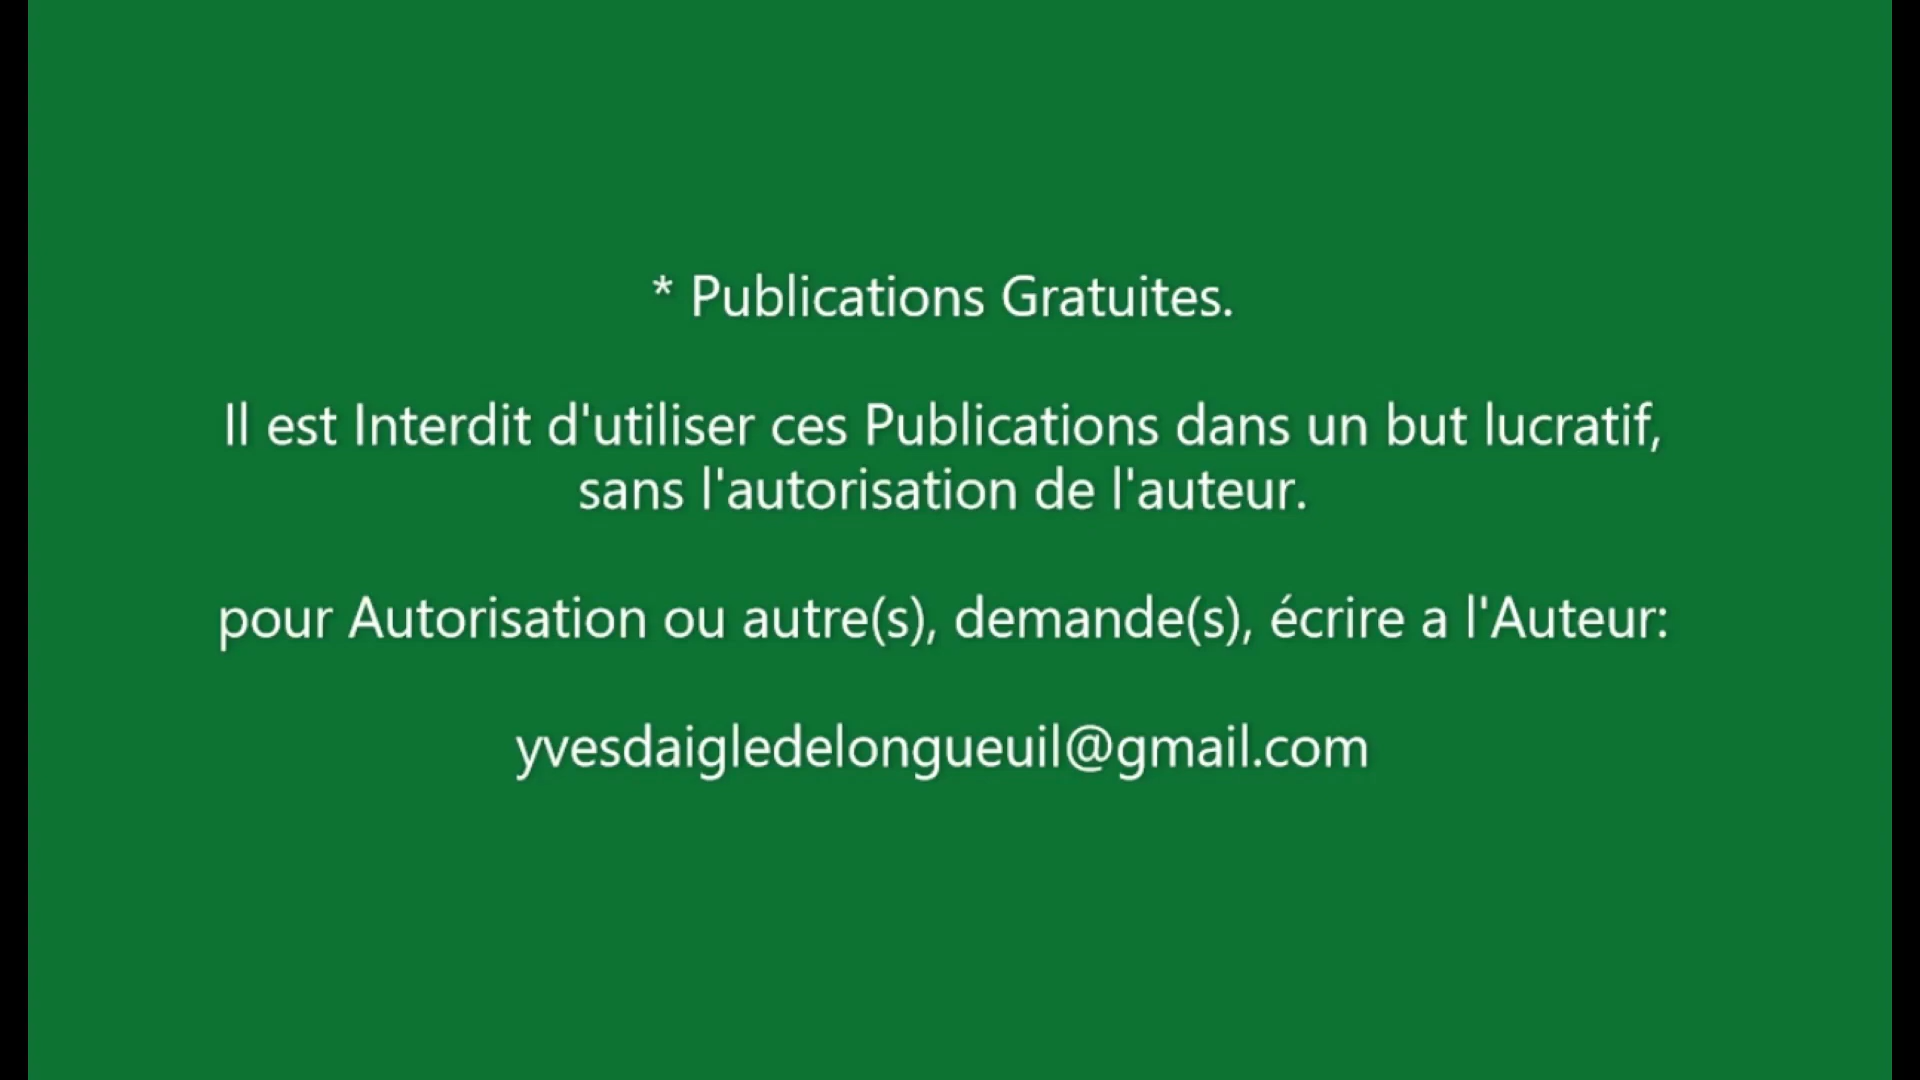 * Publications Gratuites.
Il est Interdit d'utiliser ces Publications dans un but lucratif,
sans l'autorisation de l'auteur.
pour Autorisation ou autre(s), demande(s), écrire a l'Auteur:
yvesdaigledelongueuil@gmail.com